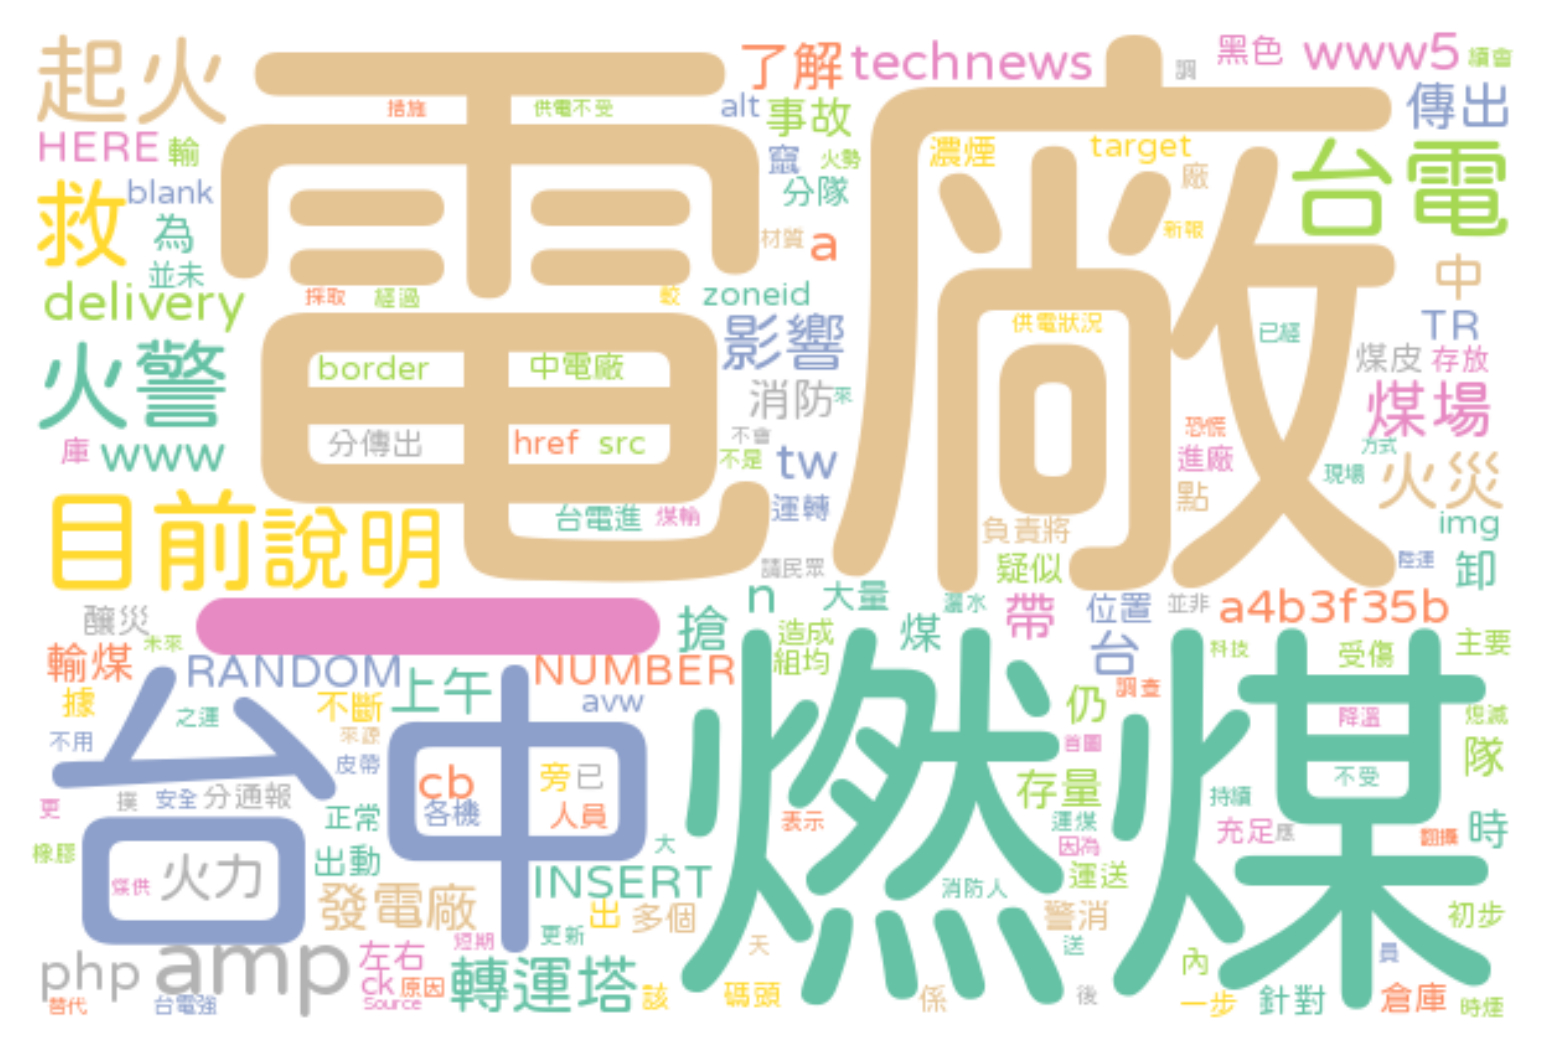 起火
電廠
了解
technews
調
黑色
www5
續會
措施
供電不受
alt
事故
傳出
HERE
輸
竄
火勢
濃煙
target
台電
救
blank
分隊
廠
為
材質
a
新報
並未
中
delivery
採取
經過
較
zoneid
供電狀況
已經
TR
火警
影響
煤皮
存放
border
中電廠
消防
來
煤場
庫
www
分傳出
href
src
不會
不是
tw
恐慌
進廠
方式
現場
火災
目前
說明
台電進
煤輸
運轉
點
負責將
img
請民眾
疑似
陸運
卸
釀災
搶
n
大量
灑水
帶
位置
並非
a4b3f35b
未來
造成
煤
台
科技
受傷
主要
輸煤
RANDOM
上午
NUMBER
組均
燃煤
據
台中
之運
不斷
avw
仍
調查
降溫
熄滅
不用
來源
首圖
隊
皮帶
cb
旁
已
存量
不受
更
撲
安全
分通報
各機
人員
持續
正常
表示
運煤
充足
應
翻攝
時
橡膠
出動
大
因為
煤供
火力
INSERT
消防人
運送
發電廠
出
多個
警消
初步
短期
更新
天
送
員
php
amp
左右
ck
原因
轉運塔
該
碼頭
係
後
內
一步
針對
倉庫
時煙
替代
台電強
Source